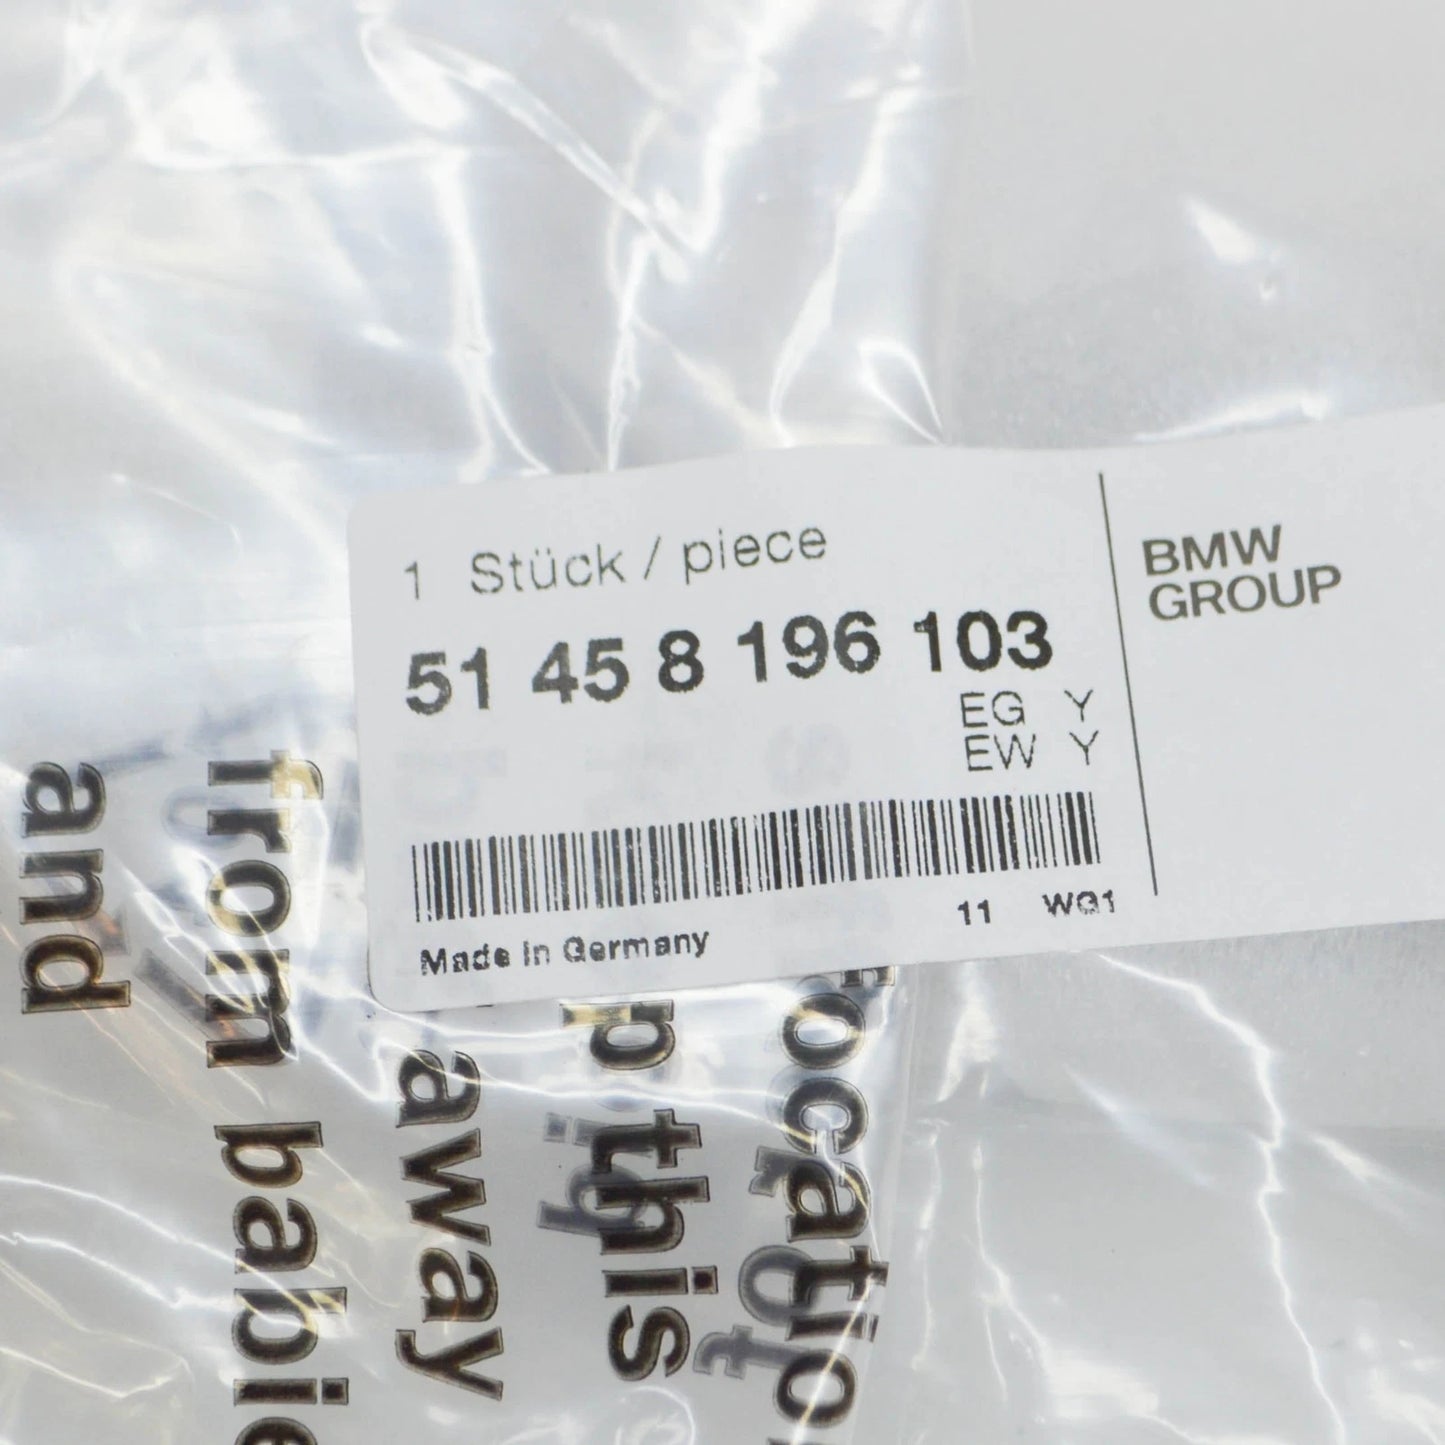 1 Stück / piece
51 45 8 196 103
EG Y
EW Y
11 WG1
Made in Germany
BMW
GROUP
from babie
and
away
p this
focation